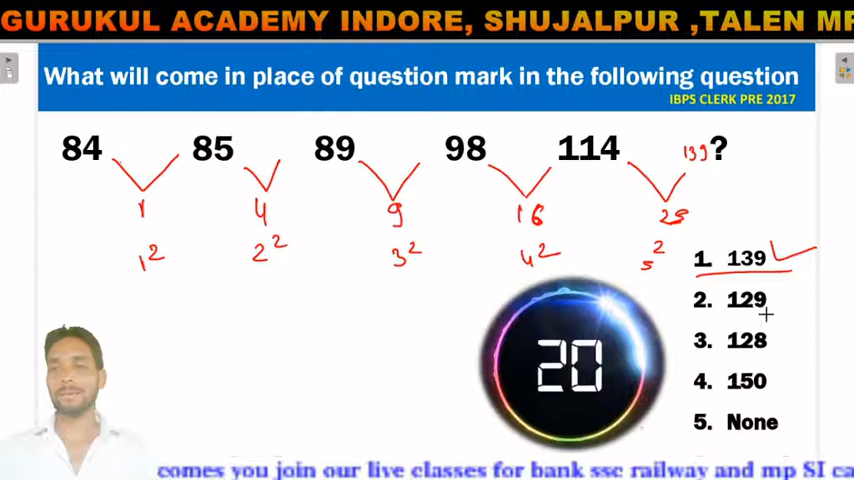 GURUKUL ACADEMY INDORE, SHUJALPUR ,TALEN MP
What will come in place of question mark in the following question
IBPS CLERK PRE 2017
84 85 89 98 114 139?
1 4 9 16 25
1² 2² 3² 4² 5²
1. 139
2. 129
3. 128
4. 150
5. None
20
comes you join our live classes for bank ssc railway and mp SI ca